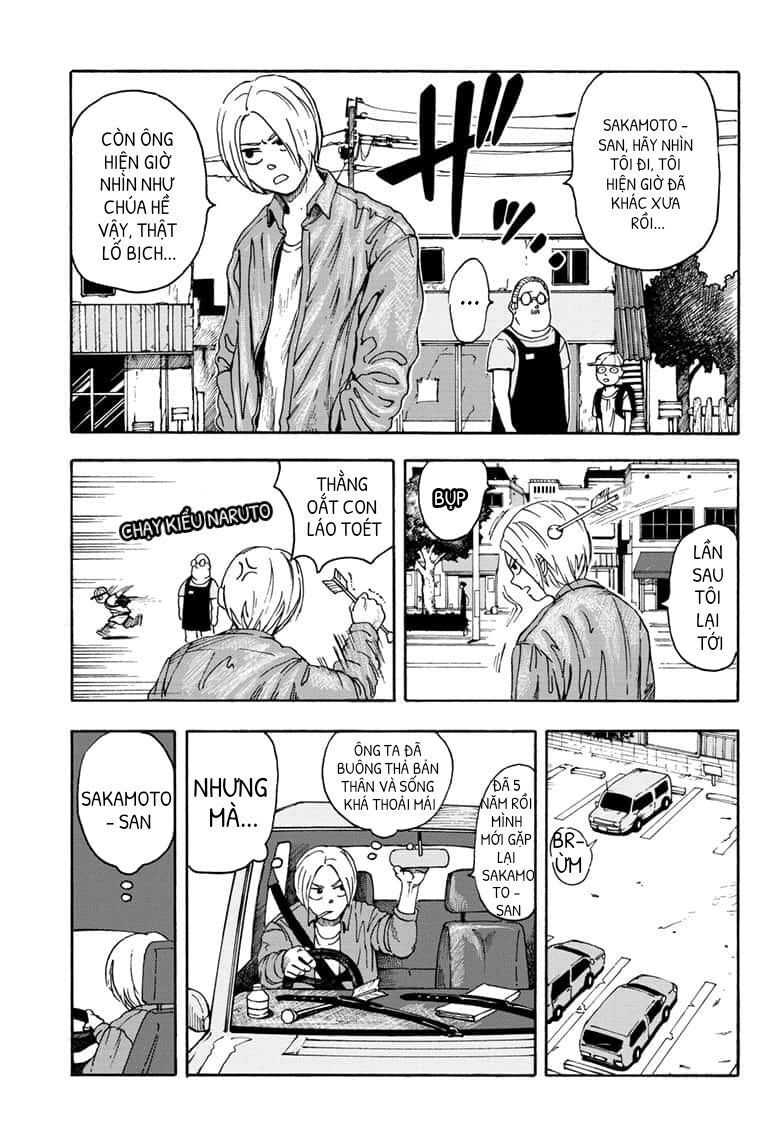 SAKAMOTO –
SAN, HÃY NHÌN
TÔI ĐI, TÔI
HIỆN GIỜ ĐÃ
KHÁC XƯA
RỒI...
...
CÒN ÔNG
HIỆN GIỜ
NHÌN NHƯ
CHÚA HỀ
VẬY, THẬT
LỐ BỊCH...
LẦN
SAU
TÔI
LẠI
TỚI
BỤP
THẰNG
OẮT CON
LÁO TOÉT
CHẠY KIỂU NARUTO
BR-
ỪM
ĐÃ 5
NĂM RỒI
MÌNH
MỚI GẶP
LẠI
SAKAMO
TO
–SAN
ÔNG TA ĐÃ
BUÔNG THẢ BẢN
THÂN VÀ SỐNG
KHÁ THOẢI MÁI
NHƯNG
MÀ...
SAKAMOTO
– SAN